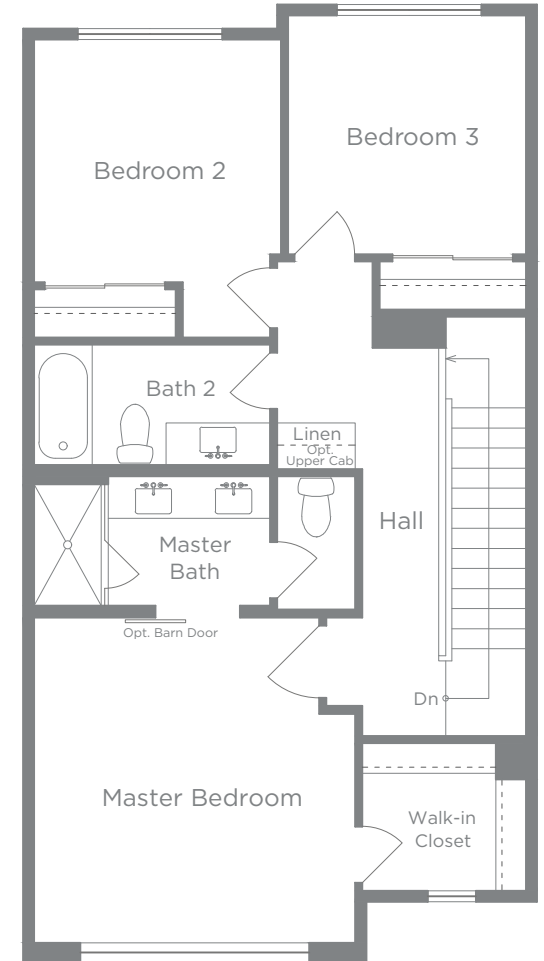 Bedroom 3
Bedroom 2
Bath 2
Linen
Opt.
Upper Cab
Hall
Master
Bath
Opt. Barn Door
Dn
Master Bedroom
Walk-in
Closet